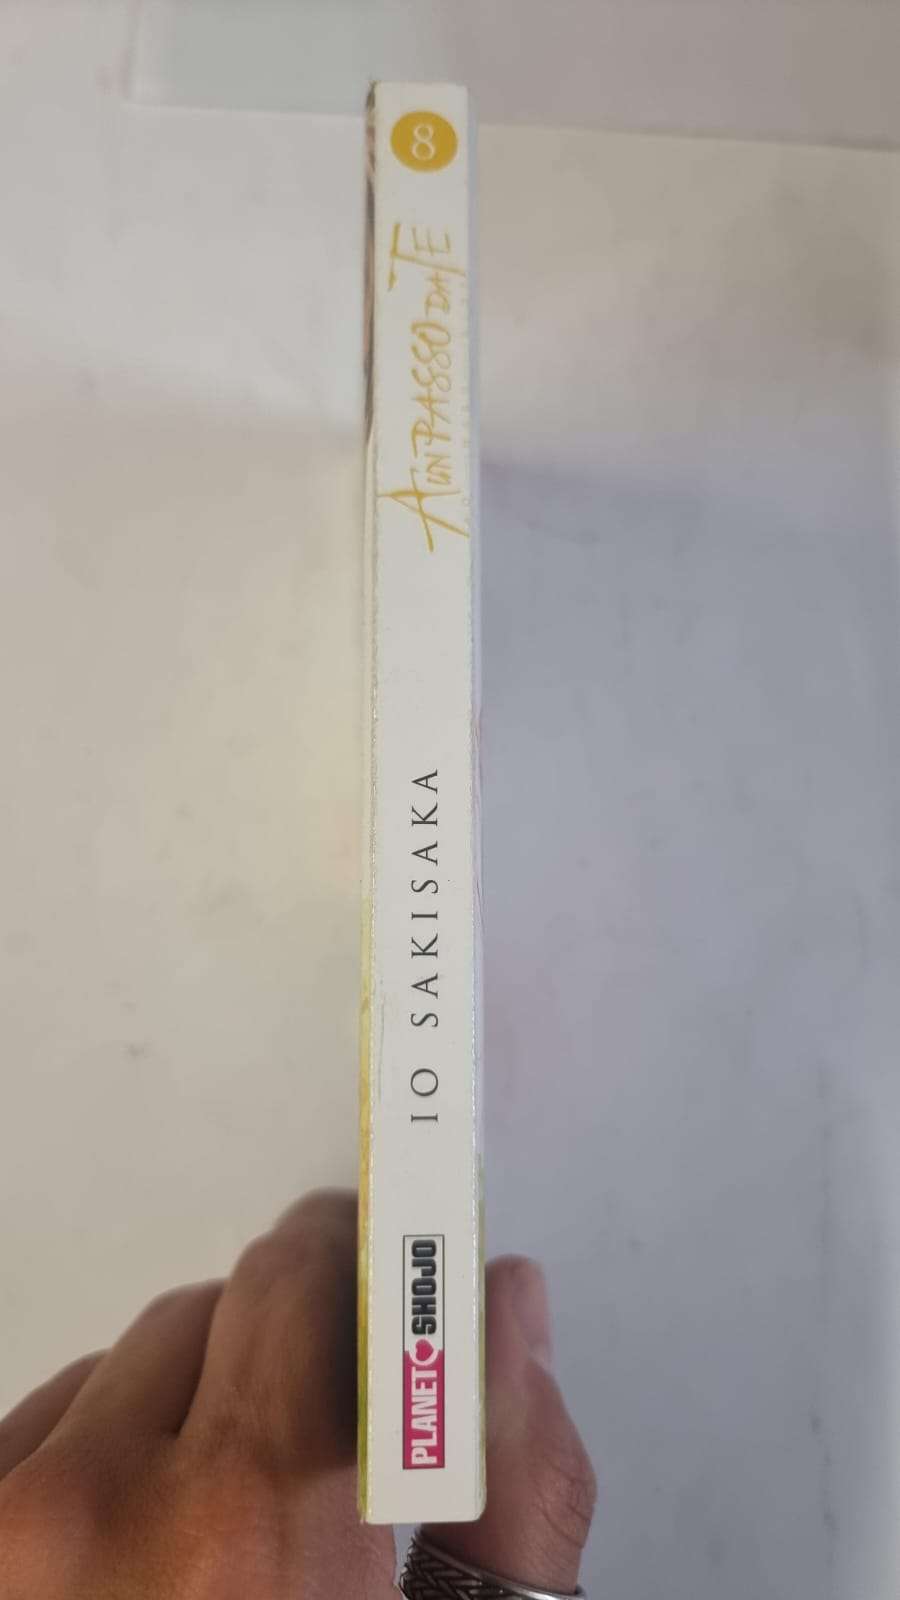 8
A UN PASSO DA TE
IO SAKISAKA
PLANET SHOJO